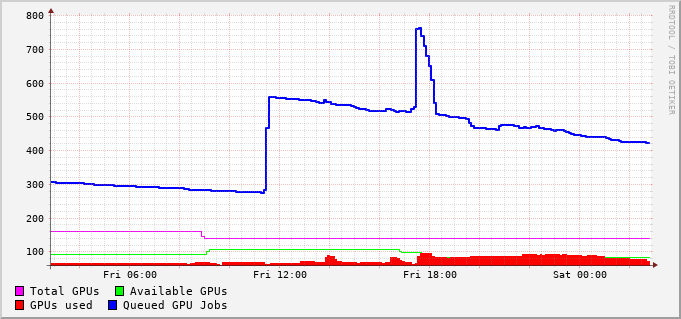 800
700
600
500
400
300
200
100
Fri 06:00 Fri 12:00 Fri 18:00 Sat 00:00
Total GPUs Available GPUs
GPUs used Queued GPU Jobs
RRDTOOL / TOBI OETIKER